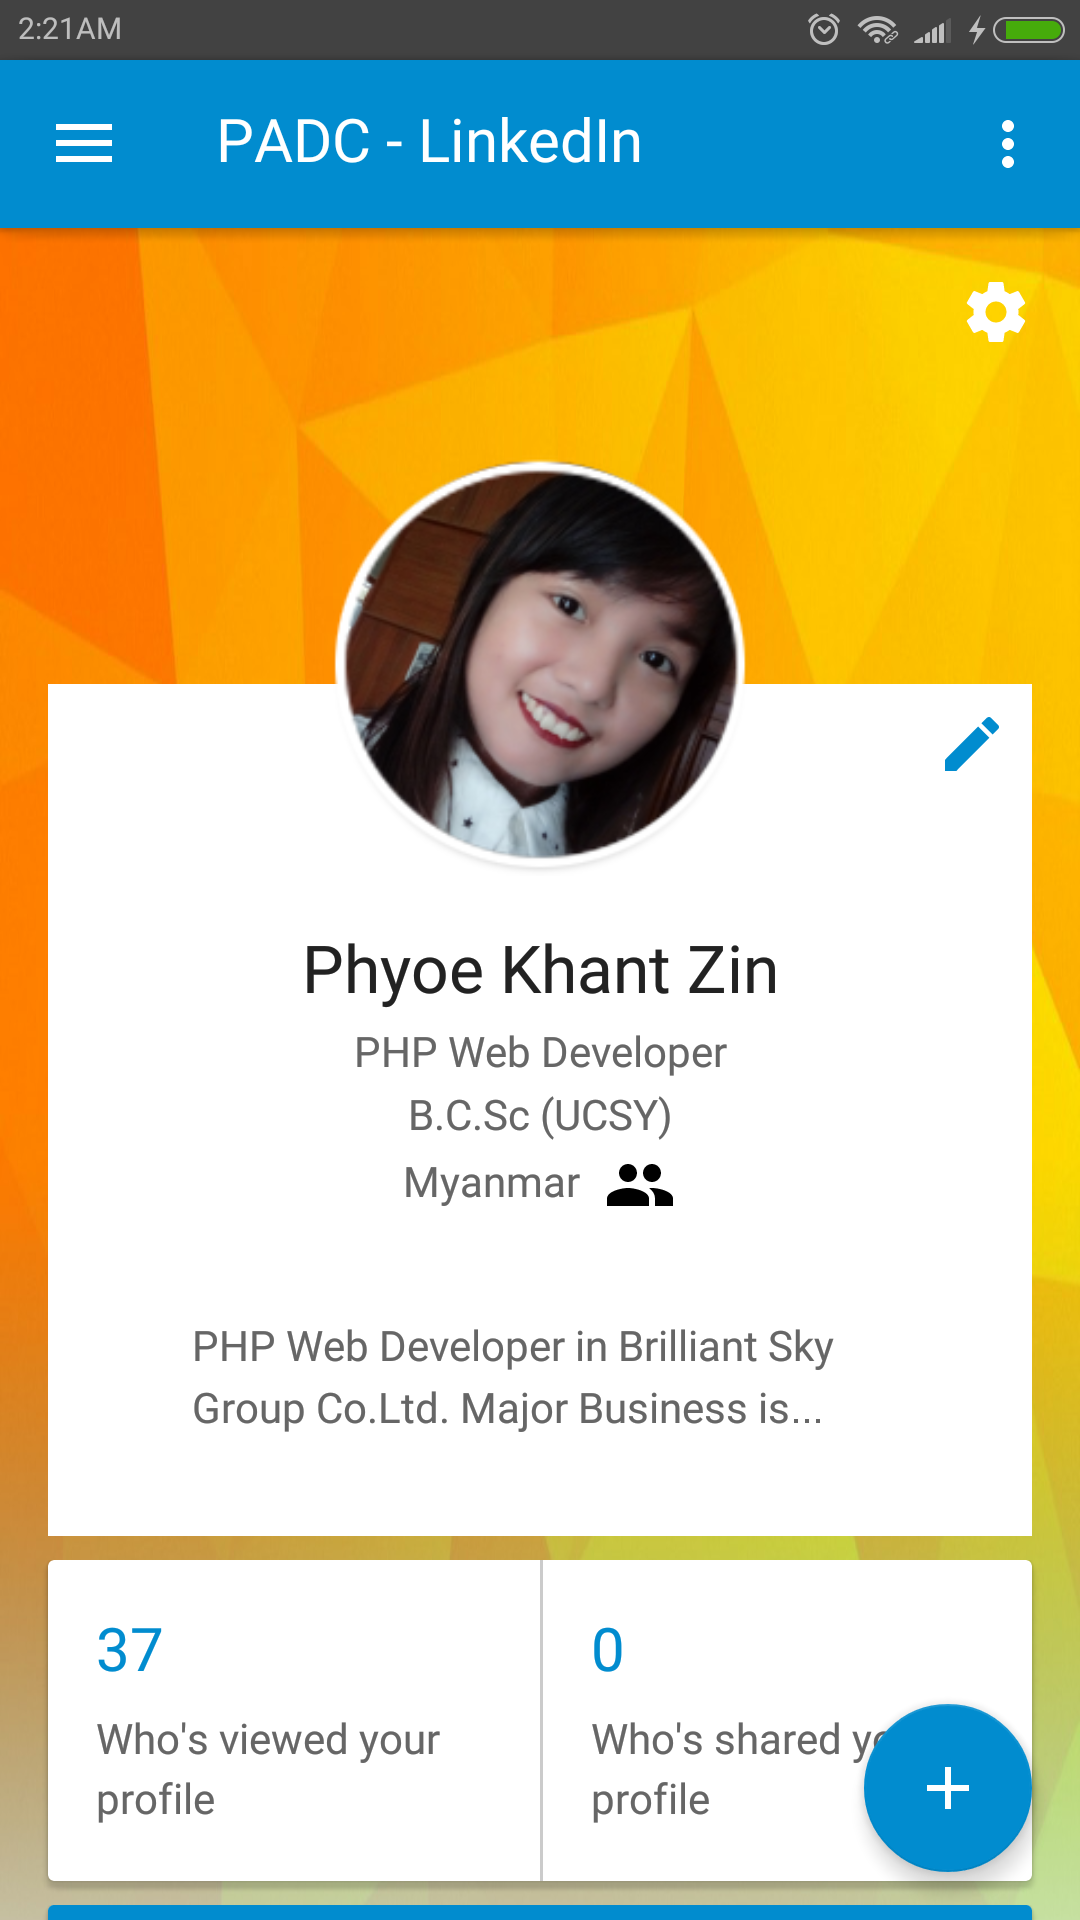 2:21AM
PADC - LinkedIn
Phyoe Khant Zin
PHP Web Developer
B.C.Sc (UCSY)
Myanmar
PHP Web Developer in Brilliant Sky
Group Co.Ltd. Major Business is...
37
Who's viewed your
profile
0
Who's shared
profile